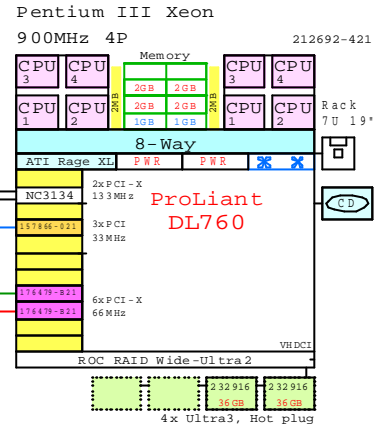 Pentium III Xeon
900MHz 4P 212692-421
Memory
CPU 3 CPU 4 CPU 3 CPU 4
2GB 2GB
2MB 2GB 2GB 2MB
CPU 1 CPU 2 1GB 1GB CPU 1 CPU 2
Rack
7U 19"
8-Way
ATI Rage XL PWR PWR
NC3134 2xPCI-X
133MHz
ProLiant
DL760
CD
157866-021 3xPCI
33MHz
176479-B21 6xPCI-X
176479-B21 66MHz
VHDCI
ROC RAID Wide-Ultra2
232916 232916
36GB 36GB
4x Ultra3, Hot plug